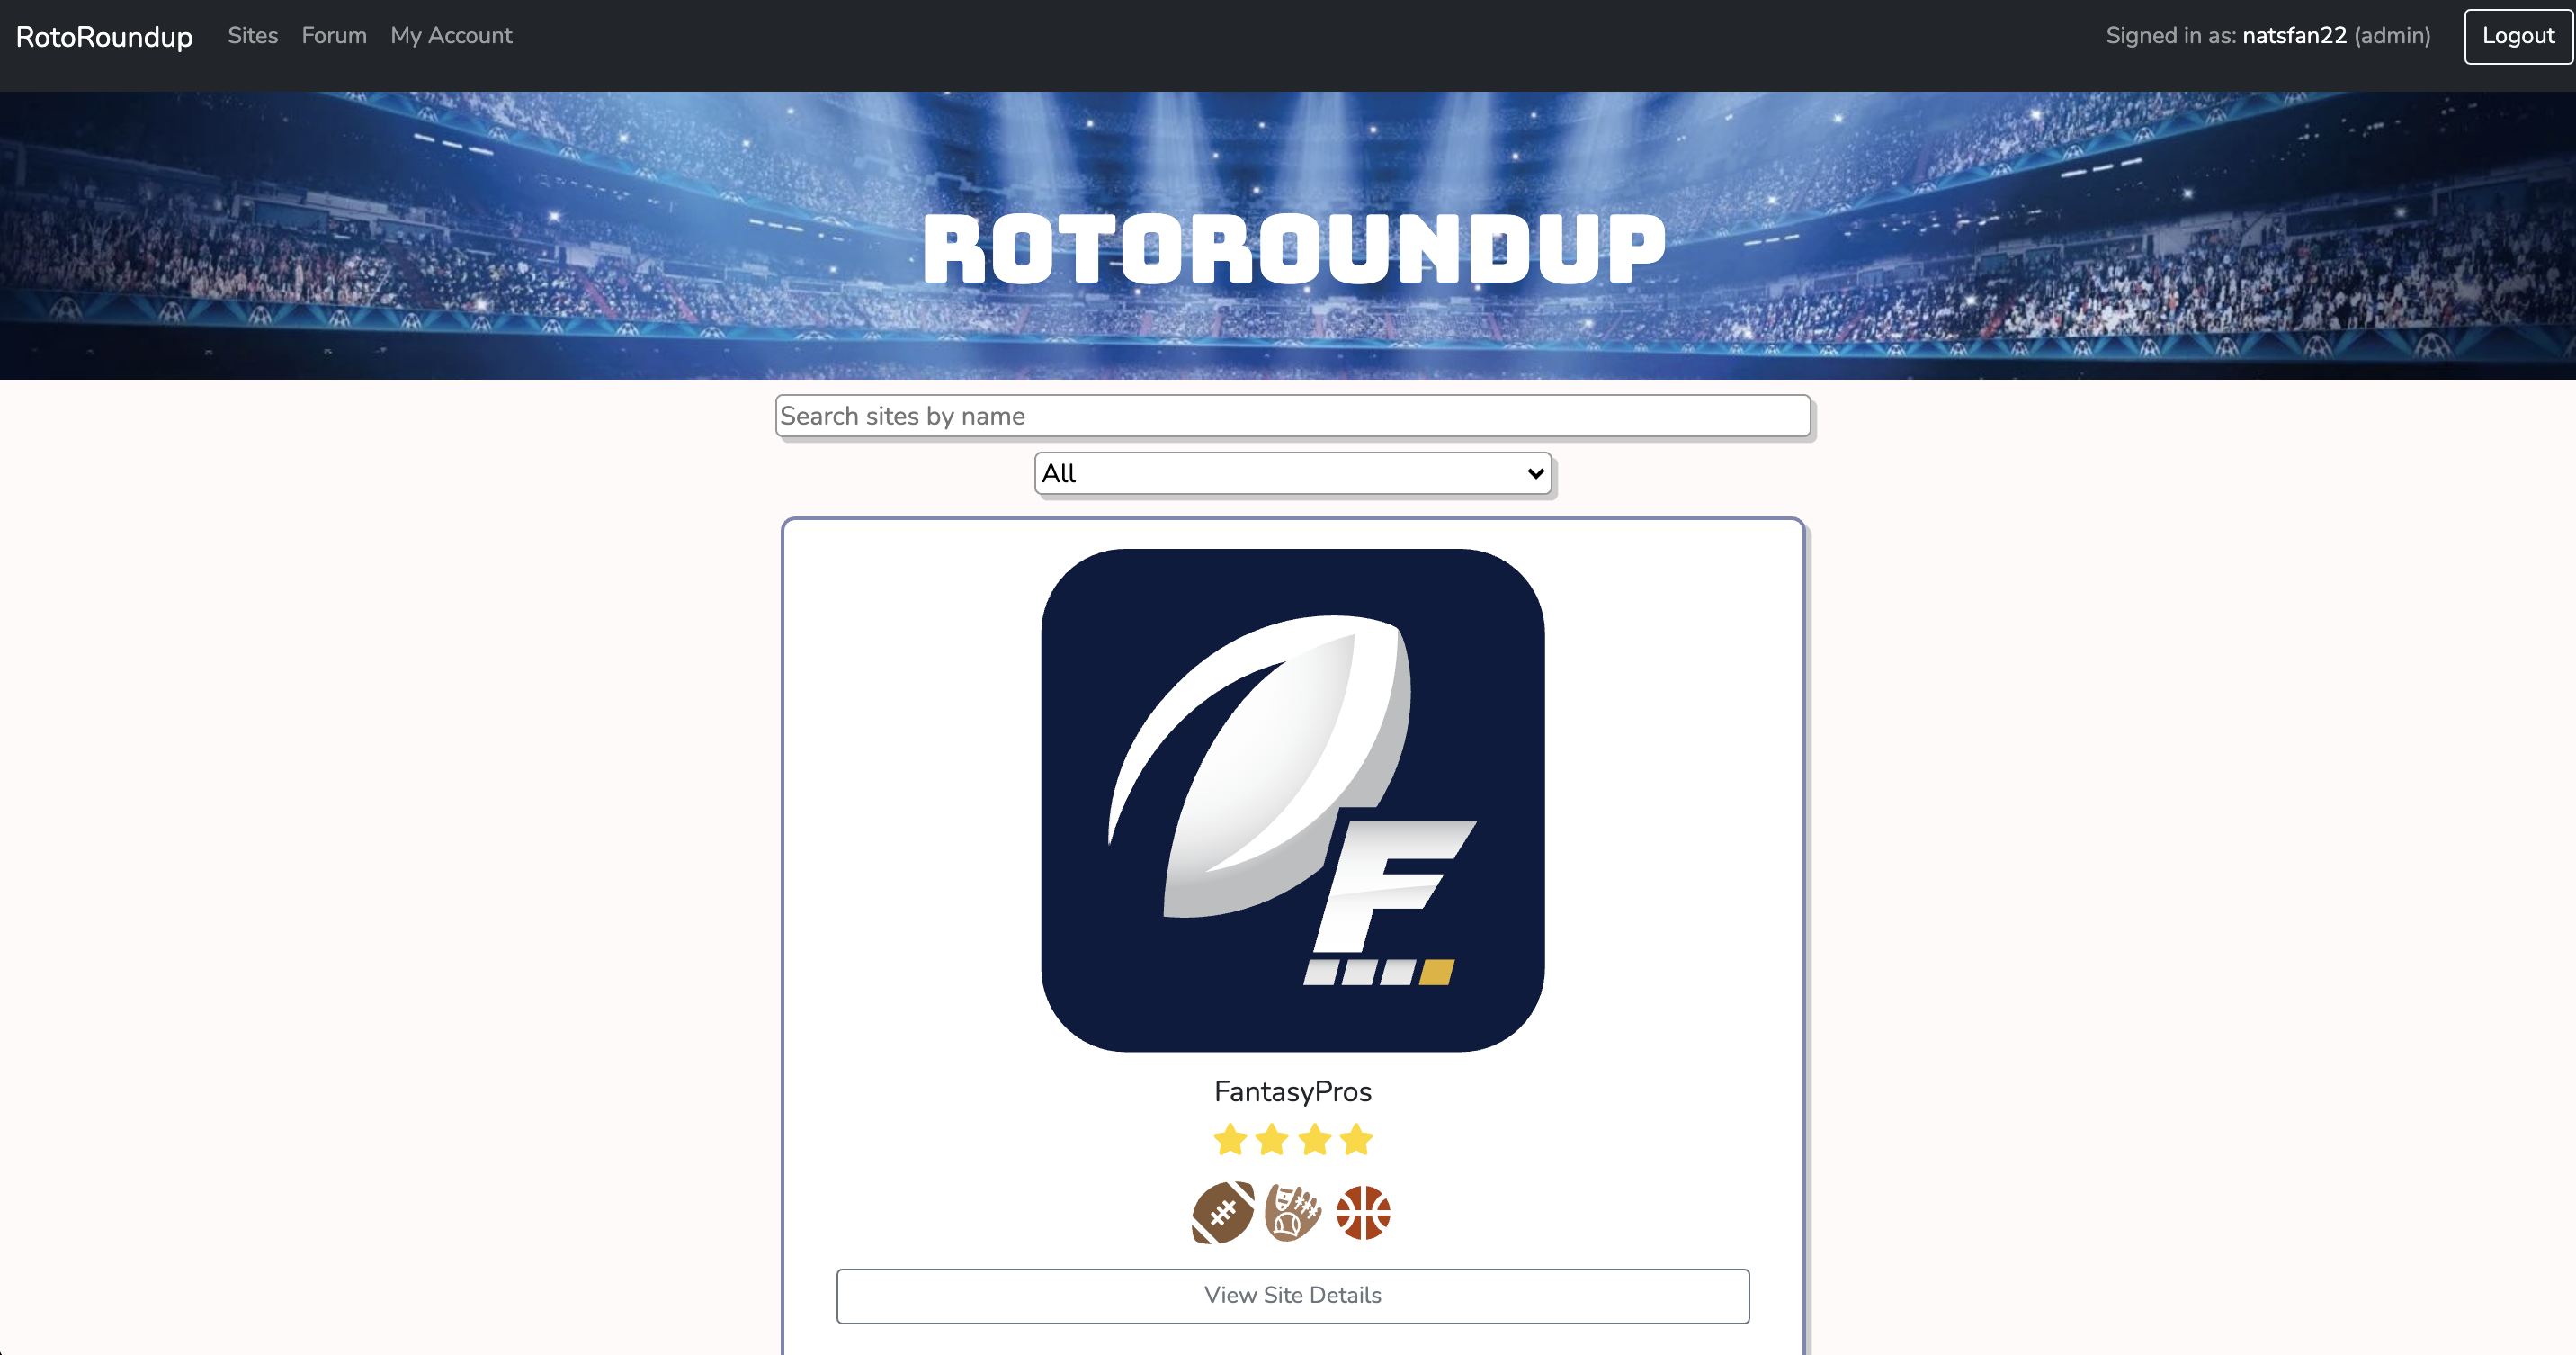 RotoRoundup Sites Forum My Account Signed in as: natsfan22 (admin) Logout
ROTOROUNDUP
Search sites by name
All
F
FantasyPros
View Site Details